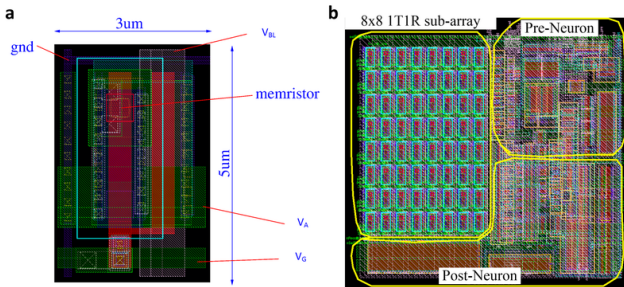 a
3um
V_BL
gnd
memristor
5um
V_A
V_G
b
8x8 1T1R sub-array
Pre-Neuron
Post-Neuron